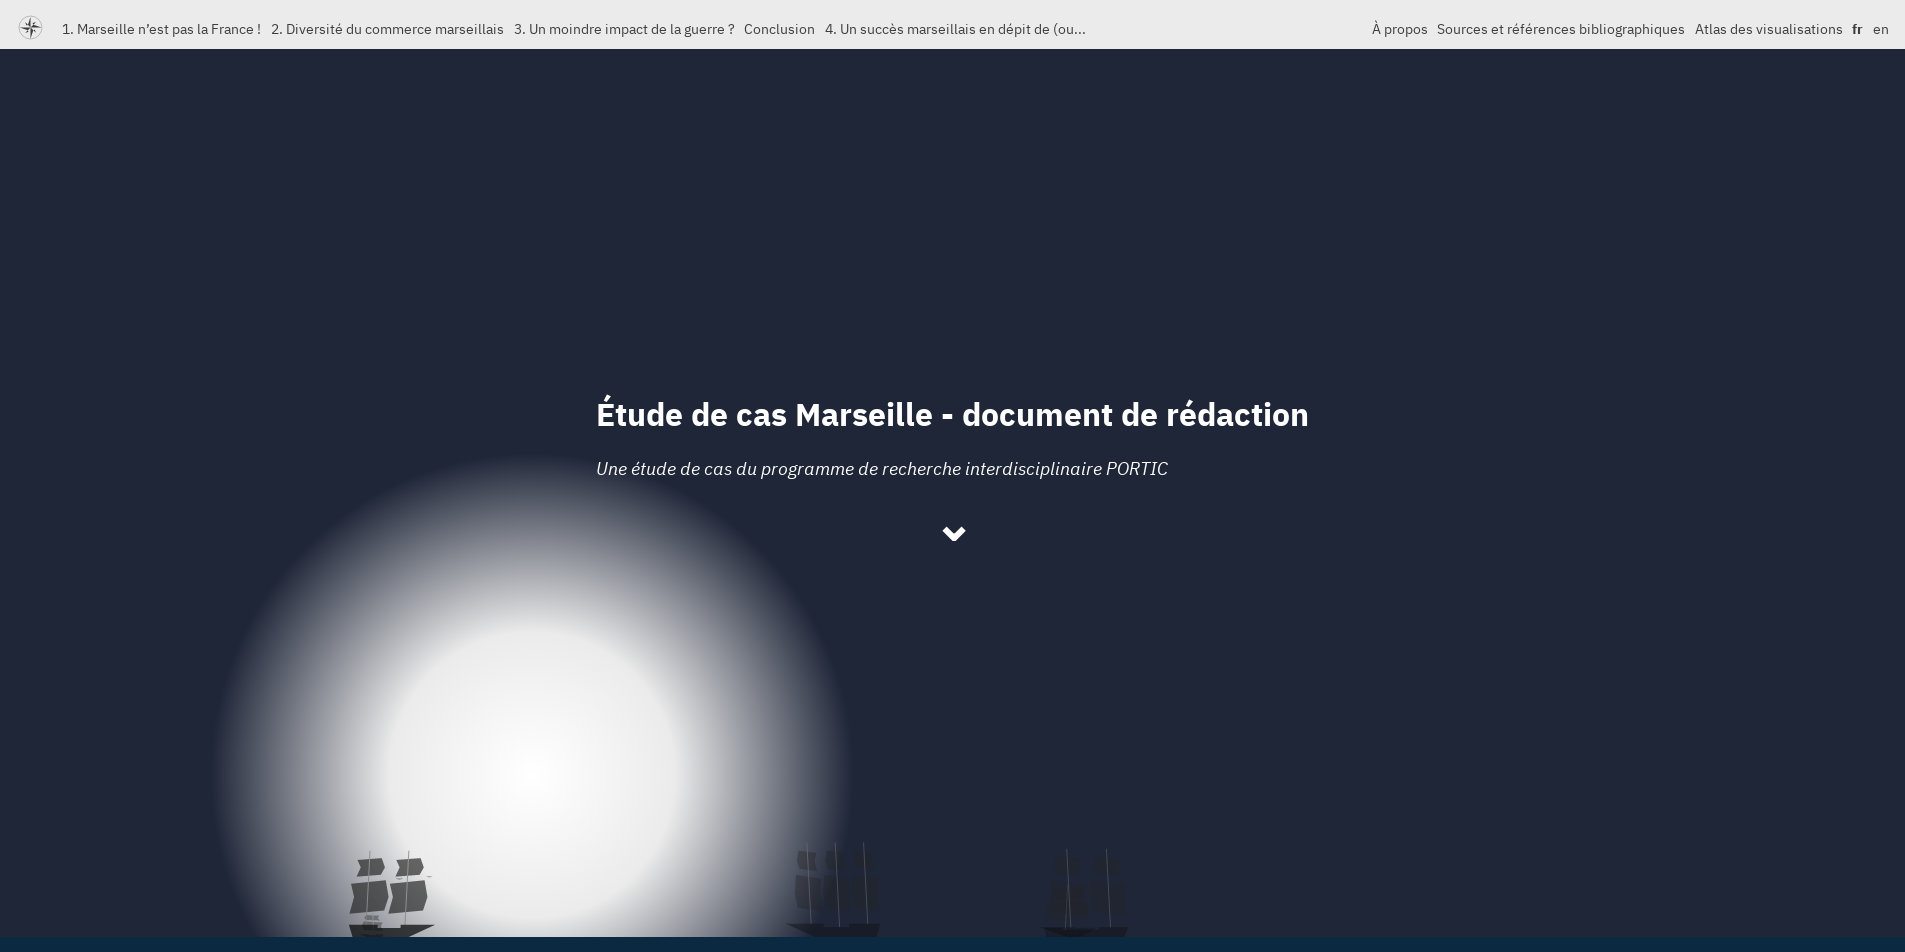 1. Marseille n’est pas la France ! 2. Diversité du commerce marseillais 3. Un moindre impact de la guerre ? Conclusion 4. Un succès marseillais en dépit de (ou... À propos Sources et références bibliographiques Atlas des visualisations fr en
Étude de cas Marseille - document de rédaction
Une étude de cas du programme de recherche interdisciplinaire PORTIC